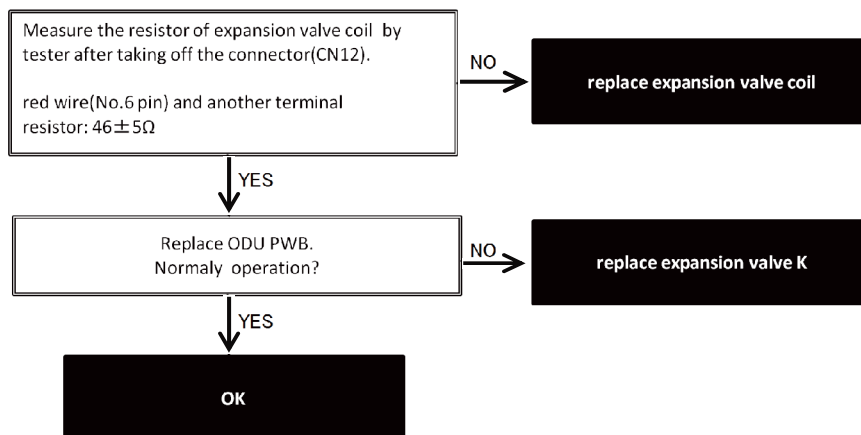 Measure the resistor of expansion valve coil by
tester after taking off the connector(CN12).
red wire(No.6 pin) and another terminal
resistor: 46±5Ω
NO
replace expansion valve coil
YES
Replace ODU PWB.
Normaly operation?
NO
replace expansion valve K
YES
OK